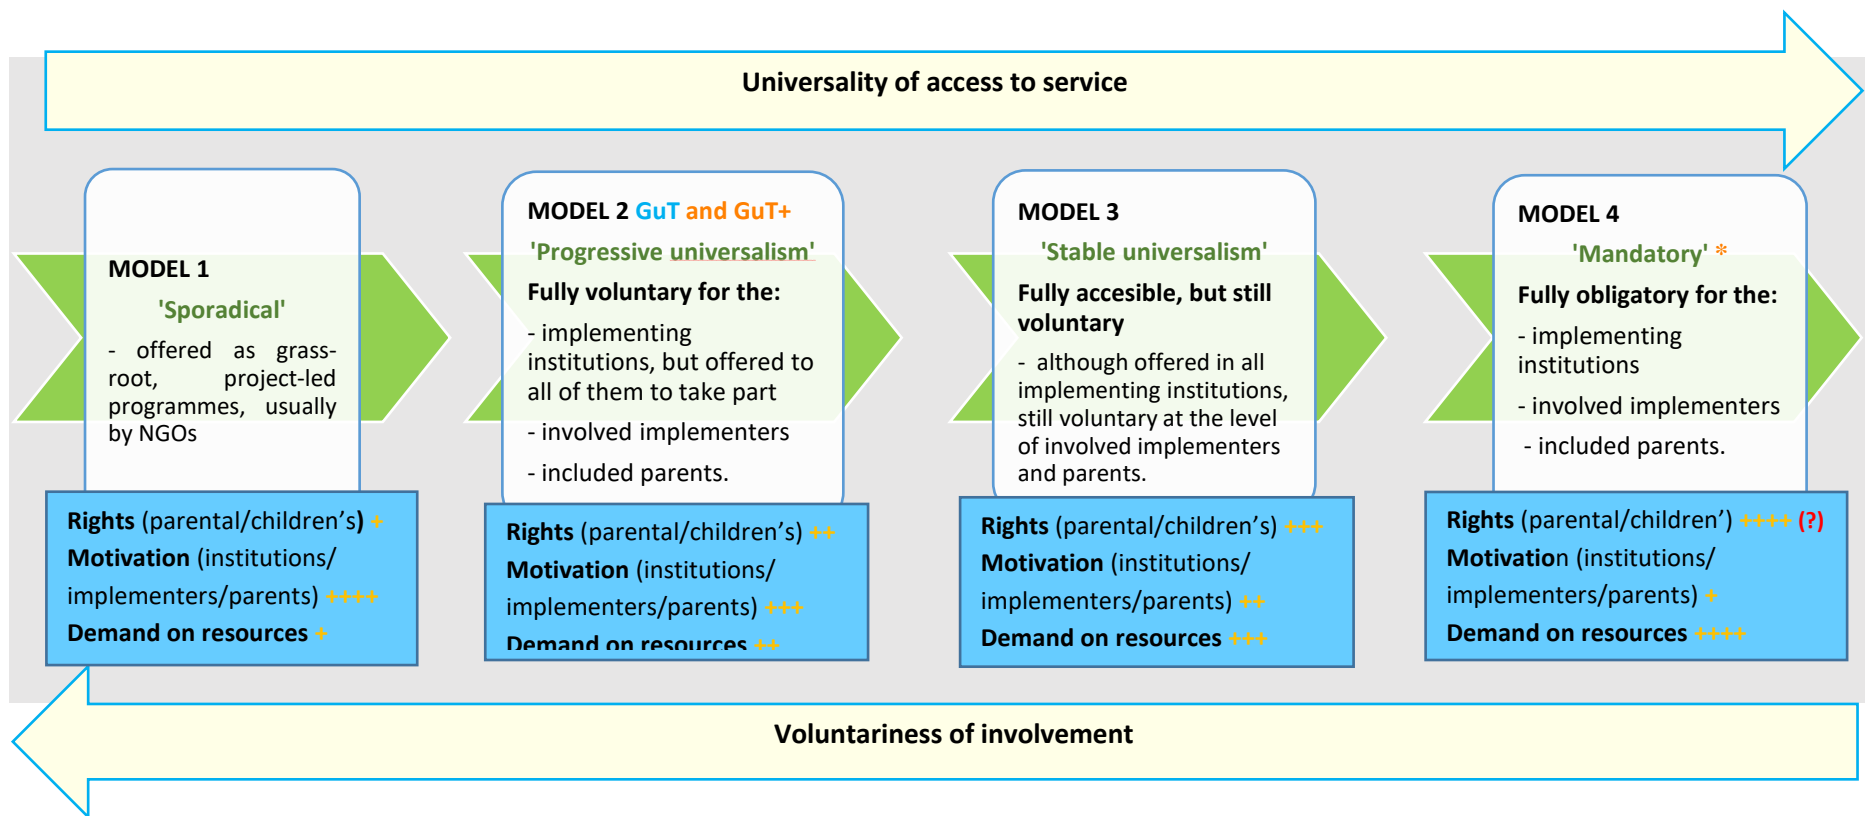 Universality of access to service
MODEL 1
'Sporadical'
- offered as grass-
root, project-led
programmes, usually
by NGOs
Rights (parental/children's) +
Motivation (institutions/
implementers/parents) ++++
Demand on resources +
MODEL 2 GuT and GuT+
'Progressive universalism'
Fully voluntary for the:
- implementing
institutions, but offered to
all of them to take part
- involved implementers
- included parents.
Rights (parental/children's) ++
Motivation (institutions/
implementers/parents) +++
Demand on resources ++
MODEL 3
'Stable universalism'
Fully accesible, but still
voluntary
- although offered in all
implementing institutions,
still voluntary at the level
of involved implementers
and parents.
Rights (parental/children’s) +++
Motivation (institutions/
implementers/parents) ++
Demand on resources +++
MODEL 4
'Mandatory' *
Fully obligatory for the:
- implementing
institutions
- involved implementers
- included parents.
Rights (parental/children’) ++++ (?)
Motivation (institutions/
implementers/parents) +
Demand on resources ++++
Voluntariness of involvement